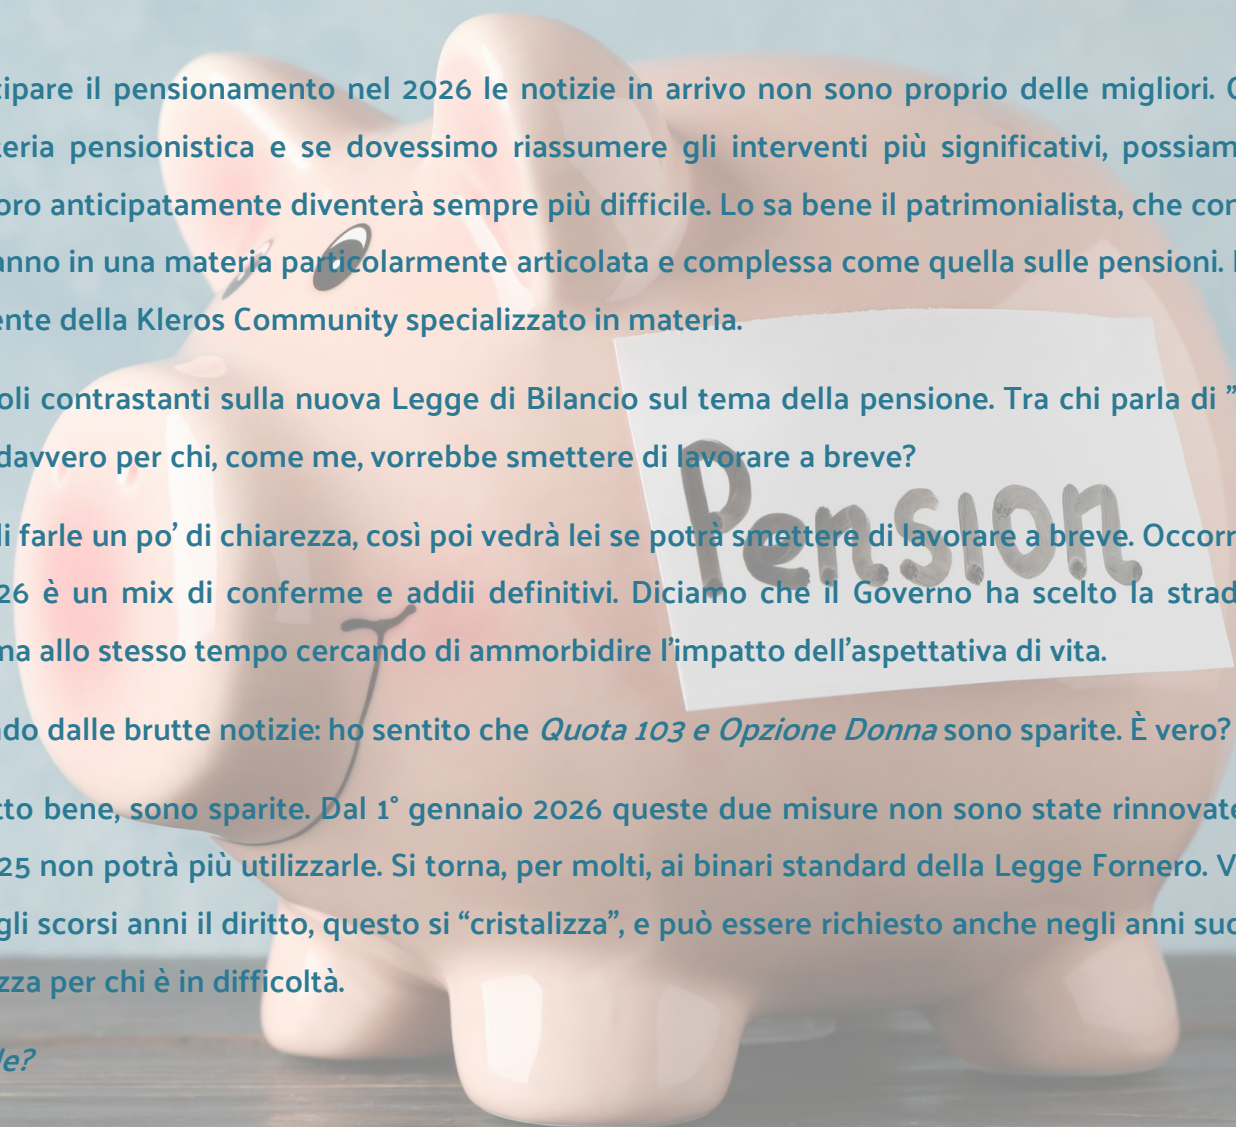 cipare il pensionamento nel 2026 le notizie in arrivo non sono proprio delle migliori.
eria pensionistica e se dovessimo riassumere gli interventi più significativi, possiam
oro anticipatamente diventerà sempre più difficile. Lo sa bene il patrimonialista, che con
anno in una materia particolarmente articolata e complessa come quella sulle pensioni.
ente della Kleros Community specializzato in materia.
oli contrastanti sulla nuova Legge di Bilancio sul tema della pensione. Tra chi parla di ”
davvero per chi, come me, vorrebbe smettere di lavorare a breve?
di farle un po’ di chiarezza, così poi vedrà lei se potrà smettere di lavorare a breve. Occorr
26 è un mix di conferme e addii definitivi. Diciamo che il Governo ha scelto la strad
ma allo stesso tempo cercando di ammorbidire l’impatto dell’aspettativa di vita.
Pension
ndo dalle brutte notizie: ho sentito che Quota 103 e Opzione Donna sono sparite. È vero?
tto bene, sono sparite. Dal 1° gennaio 2026 queste due misure non sono state rinnovate
25 non potrà più utilizzarle. Si torna, per molti, ai binari standard della Legge Fornero. V
gli scorsi anni il diritto, questo si “cristalizza”, e può essere richiesto anche negli anni suc
zza per chi è in difficoltà.
le?